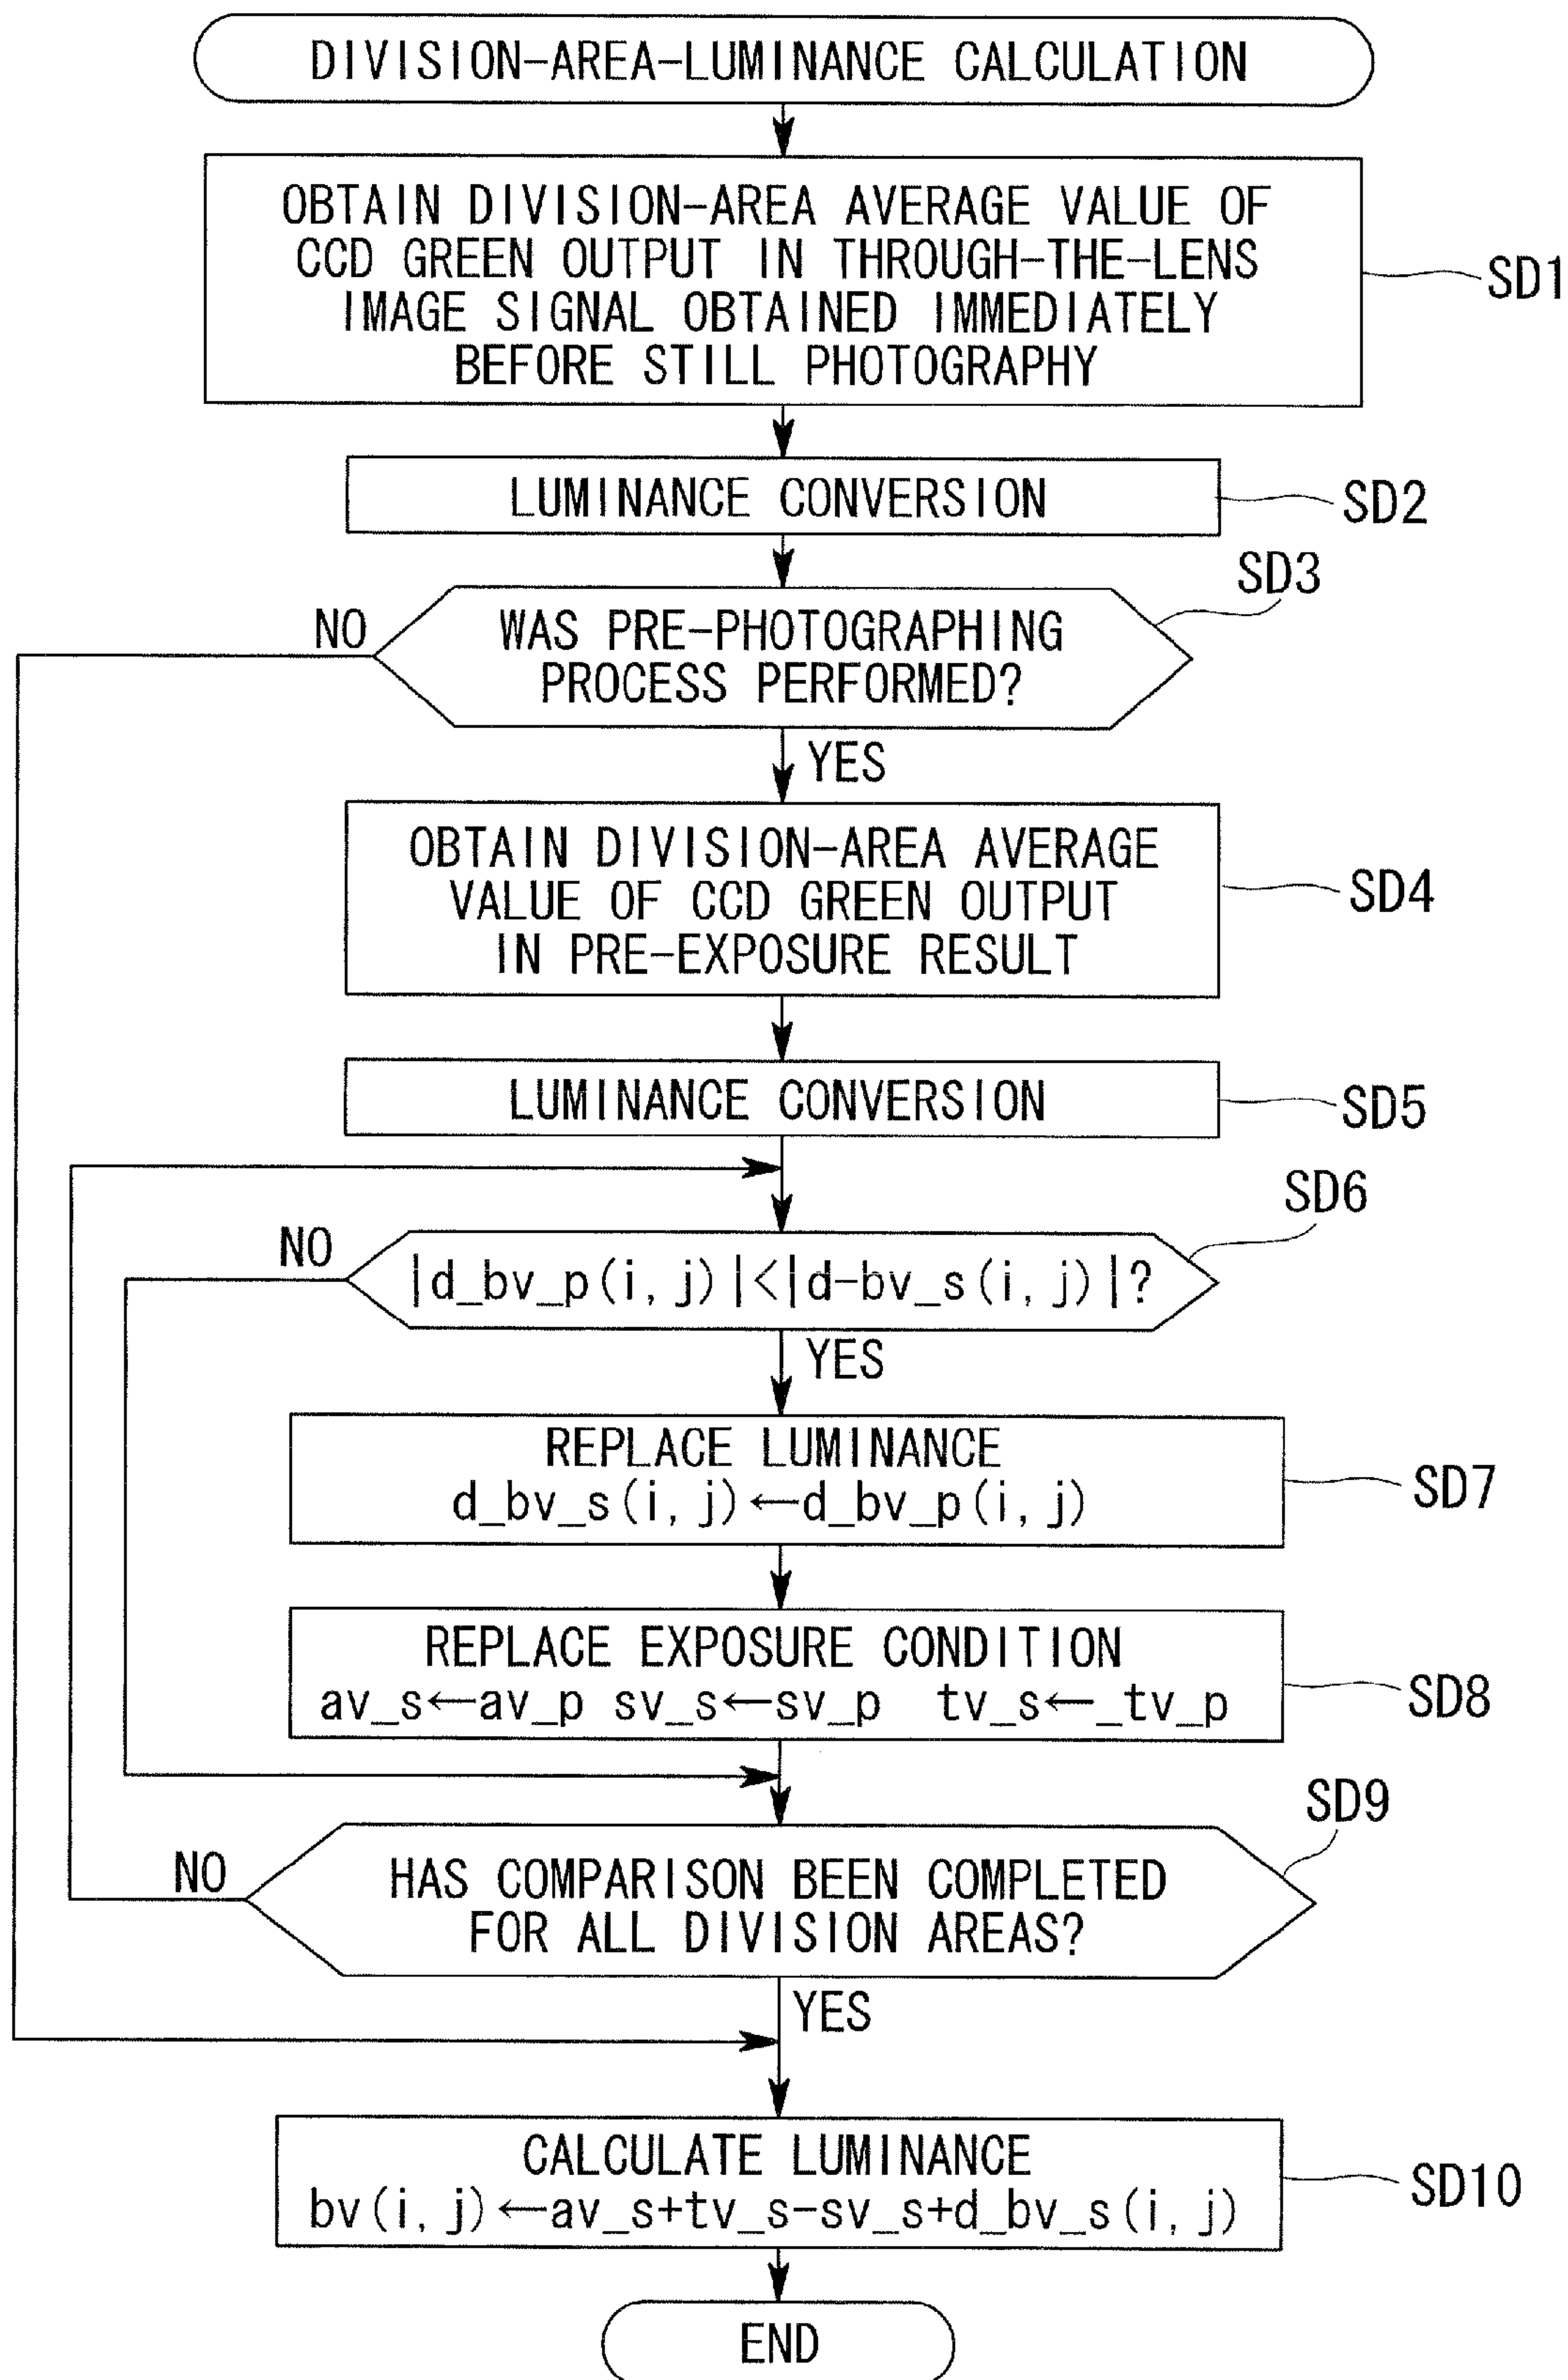 DIVISION-AREA-LUMINANCE CALCULATION
OBTAIN DIVISION-AREA AVERAGE VALUE OF
CCD GREEN OUTPUT IN THROUGH-THE-LENS
IMAGE SIGNAL OBTAINED IMMEDIATELY
BEFORE STILL PHOTOGRAPHY
SD1
LUMINANCE CONVERSION
SD2
SD3
NO
WAS PRE-PHOTOGRAPHING
PROCESS PERFORMED?
YES
OBTAIN DIVISION-AREA AVERAGE
VALUE OF CCD GREEN OUTPUT
IN PRE-EXPOSURE RESULT
SD4
LUMINANCE CONVERSION
SD5
SD6
NO
|d_bv_p(i,j)|<|d-bv_s(i,j)|?
YES
REPLACE LUMINANCE
d_bv_s(i,j)←d_bv_p(i,j)
SD7
REPLACE EXPOSURE CONDITION
av_s←av_p sv_s←sv_p tv_s←_tv_p
SD8
SD9
NO
HAS COMPARISON BEEN COMPLETED
FOR ALL DIVISION AREAS?
YES
CALCULATE LUMINANCE
bv(i,j)←av_s+tv_s-sv_s+d_bv_s(i,j)
SD10
END